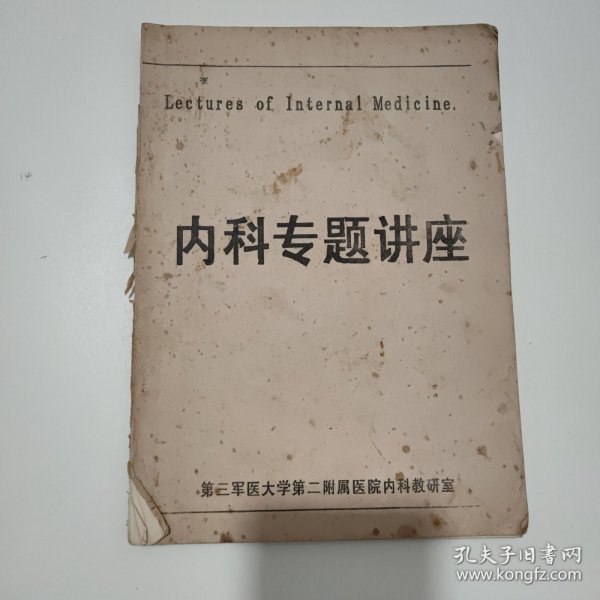 Lectures of Internal Medicine.
内科专题讲座
第三军医大学第二附属医院内科教研室
孔夫子旧书网
www.kongfz.com